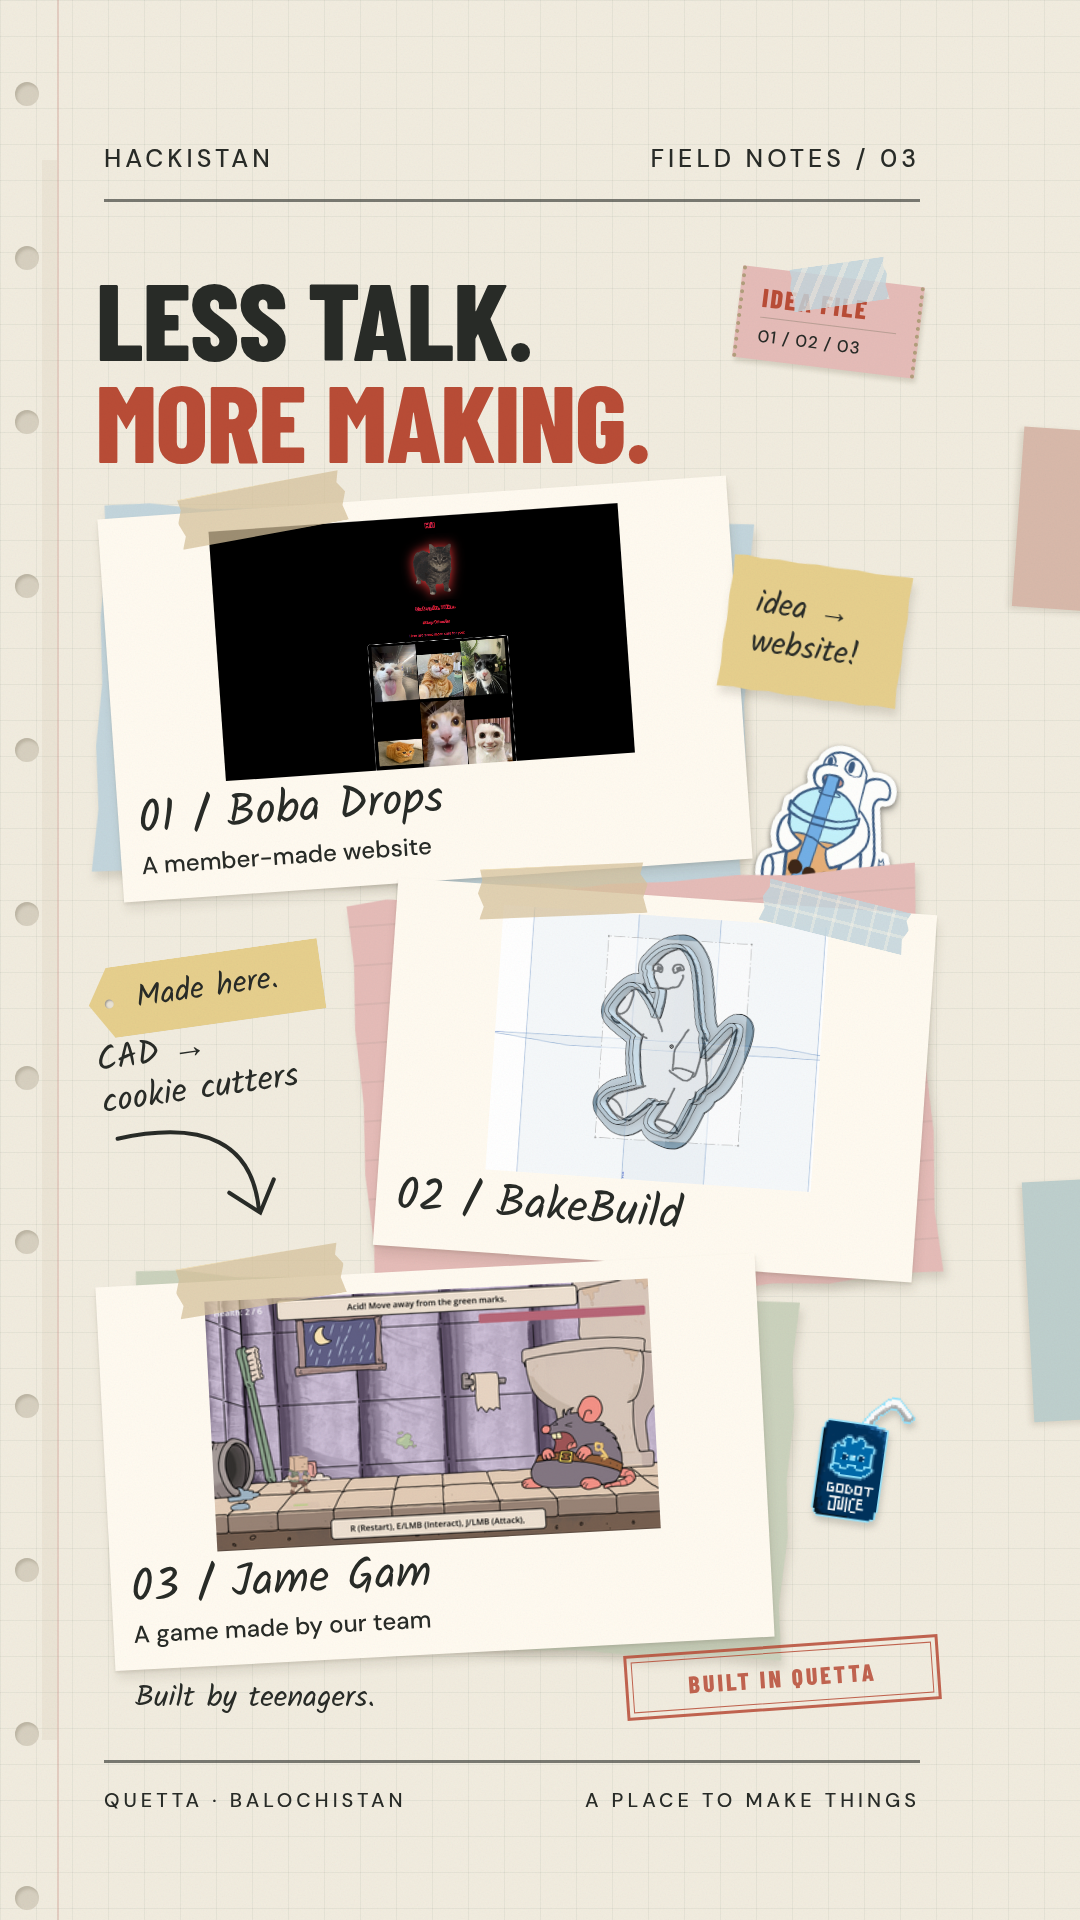 HACKISTAN
FIELD NOTES / 03
LESS TALK.
MORE MAKING.
IDEA FILE
01 / 02 / 03
idea →
website!
01 / Boba Drops
A member-made website
Made here.
CAD →
cookie cutters
02 / BakeBuild
Acid! Move away from the green marks.
R (Restart), E/LMB (Interact), J/LMB (Attack),
GODOT
JUICE
03 / Jame Gam
A game made by our team
Built by teenagers.
BUILT IN QUETTA
QUETTA · BALOCHISTAN
A PLACE TO MAKE THINGS